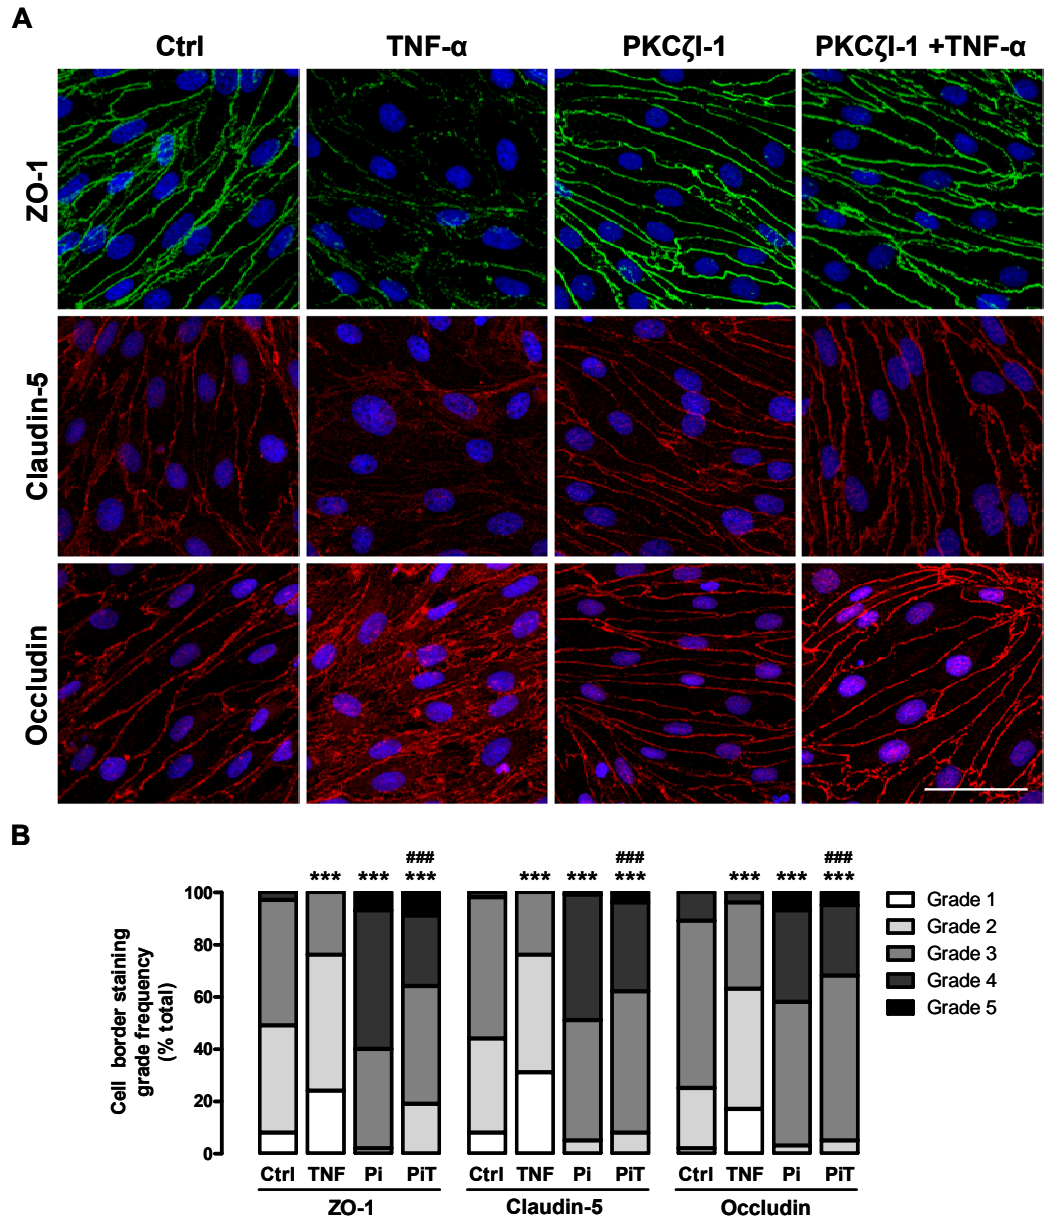 A
Ctrl TNF-α PKCζI-1 PKCζI-1 +TNF-α
ZO-1
Claudin-5
Occludin
B
### ### ###
*** *** *** *** *** *** *** *** ***
Cell border staining
grade frequency
(% total)
100
80
60
40
20
0
Ctrl TNF Pi PiT Ctrl TNF Pi PiT Ctrl TNF Pi PiT
ZO-1 Claudin-5 Occludin
Grade 1
Grade 2
Grade 3
Grade 4
Grade 5